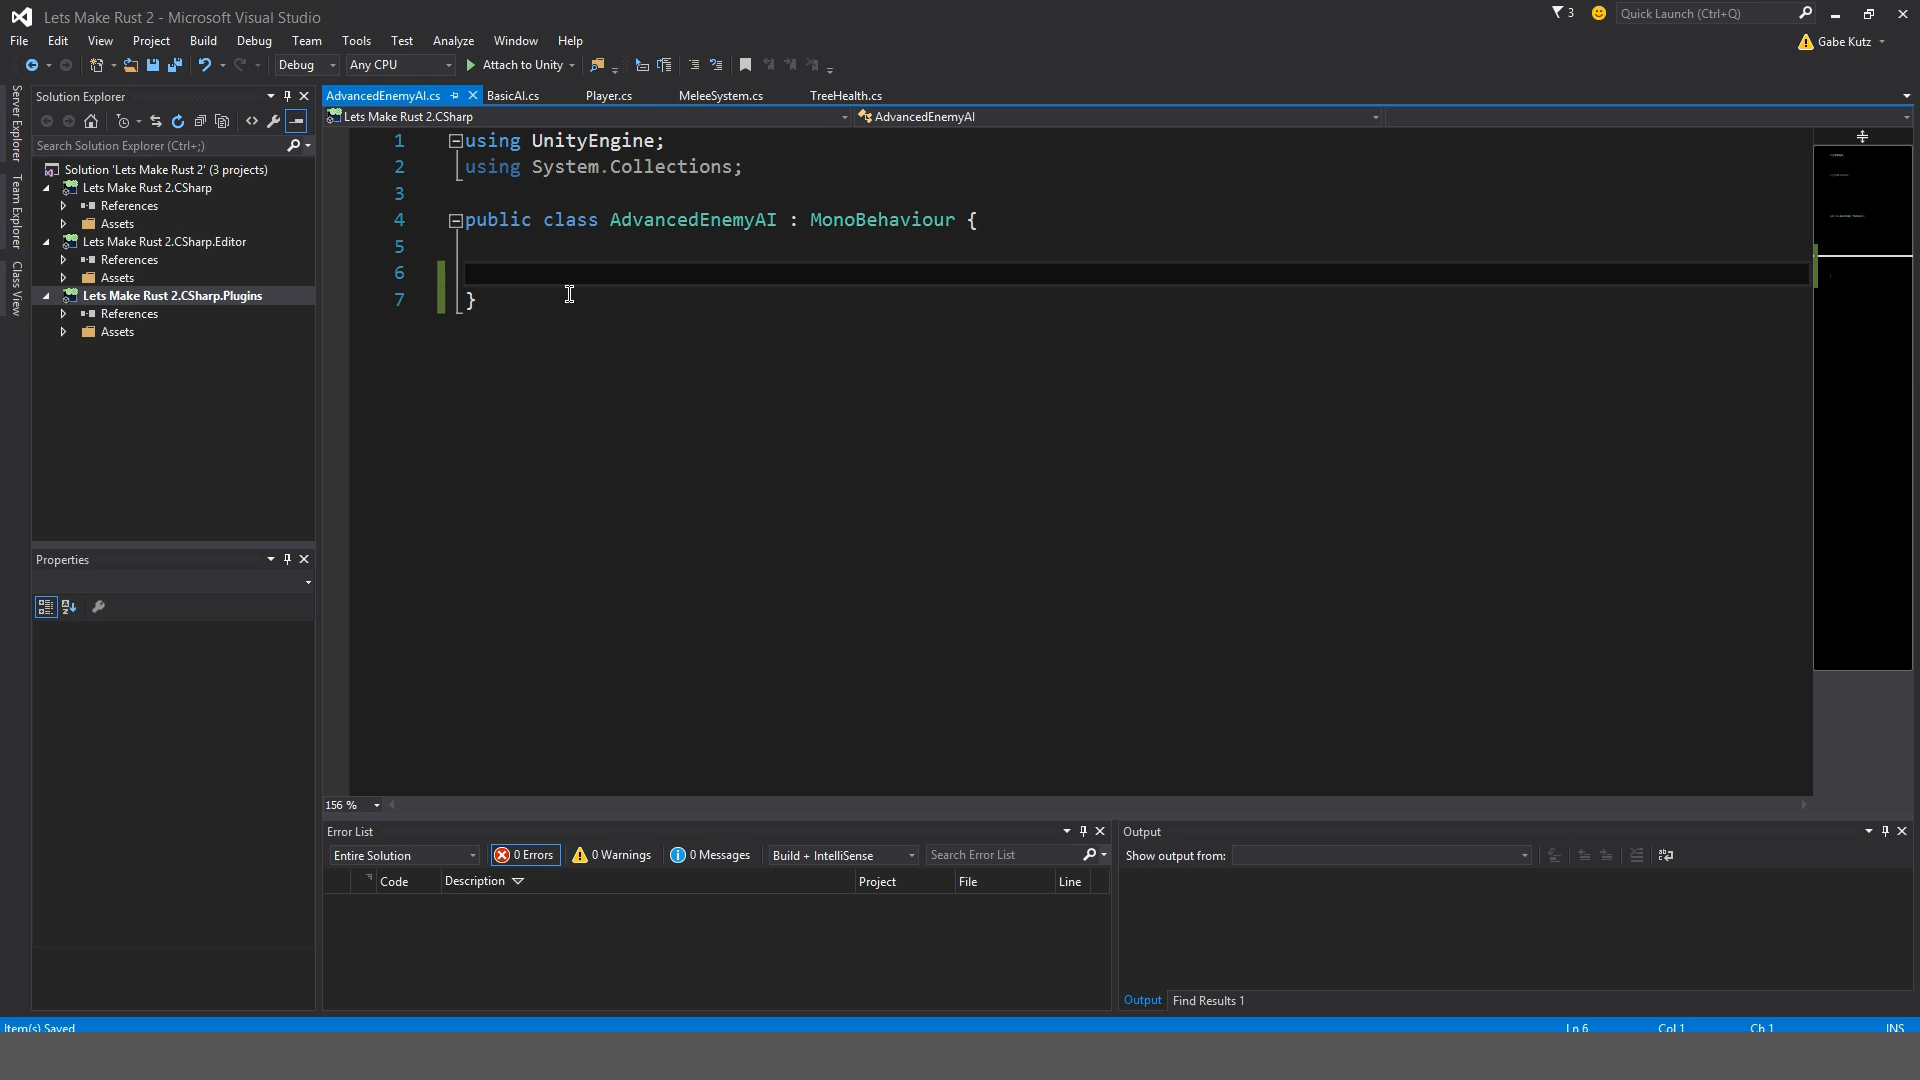 Lets Make Rust 2 - Microsoft Visual Studio
3
Quick Launch (Ctrl+Q)
File Edit View Project Build Debug Team Tools Test Analyze Window Help
Gabe Kutz
Debug Any CPU Attach to Unity
Server Explorer
Team Explorer
Class View
Solution Explorer
Search Solution Explorer (Ctrl+;)
Solution 'Lets Make Rust 2' (3 projects)
Lets Make Rust 2.CSharp
References
Assets
Lets Make Rust 2.CSharp.Editor
References
Assets
Lets Make Rust 2.CSharp.Plugins
References
Assets
Properties
AdvancedEnemyAI.cs BasicAI.cs Player.cs MeleeSystem.cs TreeHealth.cs
Lets Make Rust 2.CSharp AdvancedEnemyAI
1 using UnityEngine;
2 using System.Collections;
3
4 public class AdvancedEnemyAI : MonoBehaviour {
5
6
7 }
156 %
Error List
Entire Solution 0 Errors 0 Warnings 0 Messages Build + IntelliSense Search Error List
Code Description Project File Line
Output
Show output from:
Output Find Results 1
Item(s) Saved Ln 6 Col 1 Ch 1 INS